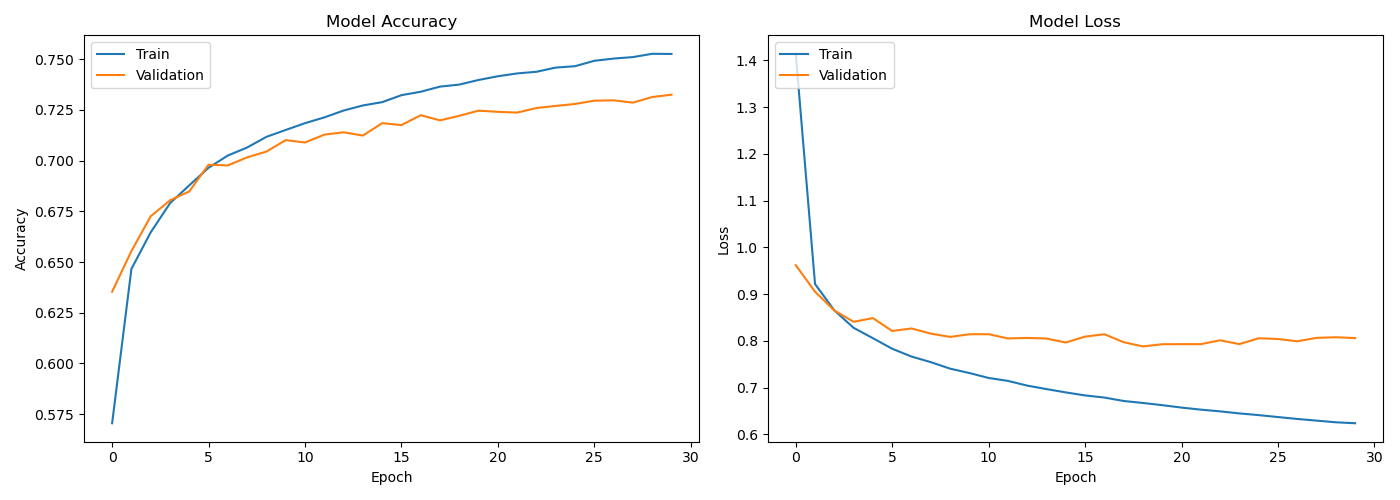 Model Accuracy
Train
Validation
0.750
0.725
0.700
0.675
0.650
0.625
0.600
0.575
Accuracy
0 5 10 15 20 25 30
Epoch
Model Loss
Train
Validation
1.4
1.3
1.2
1.1
1.0
0.9
0.8
0.7
0.6
Loss
0 5 10 15 20 25 30
Epoch